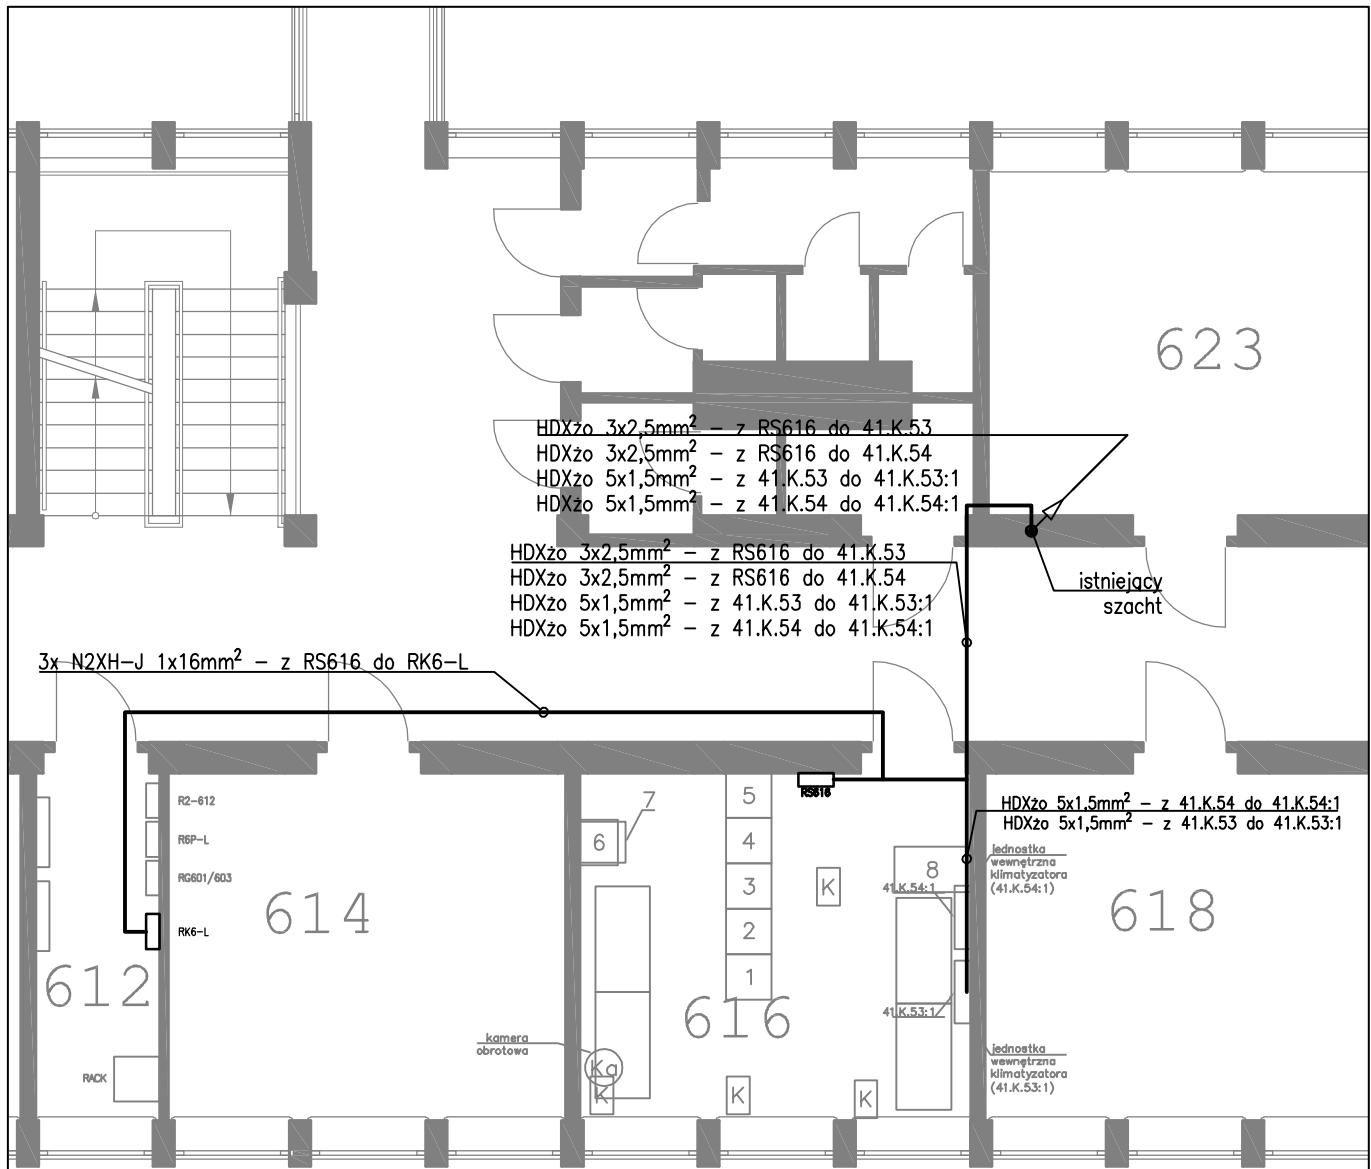 623
HDXżo 3x2,5mm² – z RS616 do 41.K.53
HDXżo 3x2,5mm² – z RS616 do 41.K.54
HDXżo 5x1,5mm² – z 41.K.53 do 41.K.53:1
HDXżo 5x1,5mm² – z 41.K.54 do 41.K.54:1
HDXżo 3x2,5mm² – z RS616 do 41.K.53
HDXżo 3x2,5mm² – z RS616 do 41.K.54
HDXżo 5x1,5mm² – z 41.K.53 do 41.K.53:1
HDXżo 5x1,5mm² – z 41.K.54 do 41.K.54:1
istniejący
szacht
3x N2XH-J 1x16mm² – z RS616 do RK6-L
R2-612
R6P-L
RG601/603
RK6-L
612
RACK
614
7
6
5
4
3
2
1
RS616
K
8
41.K.54:1
41.K.53:1
616
kamera
obrotowa
Ko
K
K
K
HDXżo 5x1,5mm² – z 41.K.54 do 41.K.54:1
HDXżo 5x1,5mm² – z 41.K.53 do 41.K.53:1
jednostka
wewnętrzna
klimatyzatora
(41.K.54:1)
618
jednostka
wewnętrzna
klimatyzatora
(41.K.53:1)